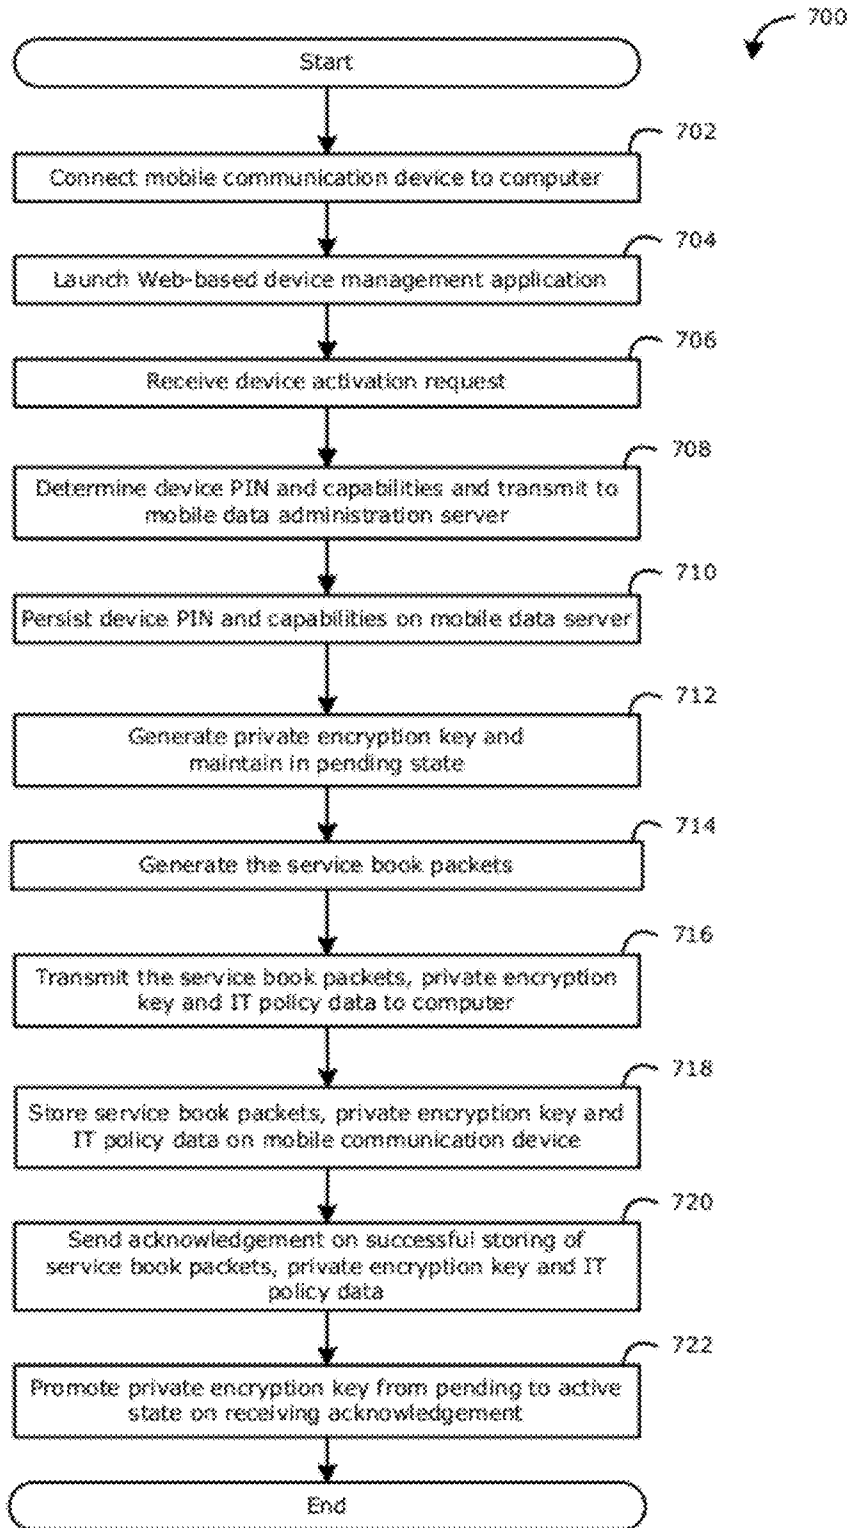 700
Start
702
Connect mobile communication device to computer
704
Launch Web-based device management application
706
Receive device activation request
708
Determine device PIN and capabilities and transmit to
mobile data administration server
710
Persist device PIN and capabilities on mobile data server
712
Generate private encryption key and
maintain in pending state
714
Generate the service book packets
716
Transmit the service book packets, private encryption
key and IT policy data to computer
718
Store service book packets, private encryption key and
IT policy data on mobile communication device
720
Send acknowledgement on successful storing of
service book packets, private encryption key and IT
policy data
722
Promote private encryption key from pending to active
state on receiving acknowledgement
End